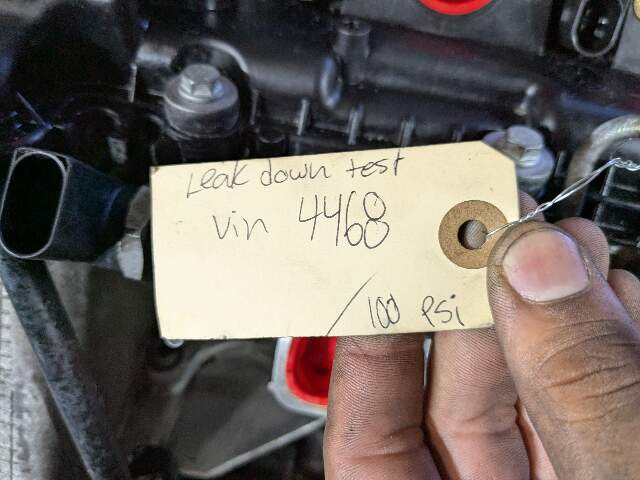 Leak down test
Vin 4468
/100 PSi